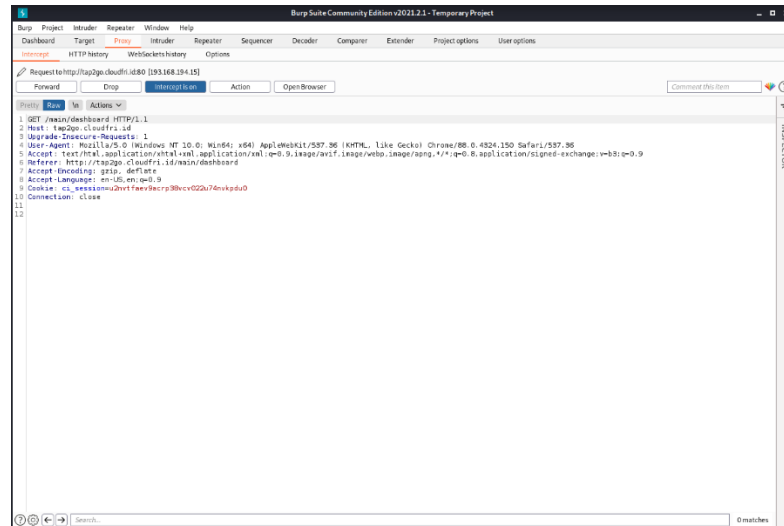 Burp Suite Community Edition v2021.2.1 - Temporary Project
Burp Project Intruder Repeater Window Help
Dashboard Target Proxy Intruder Repeater Sequencer Decoder Comparer Extender Project options User options
Intercept HTTP history WebSockets history Options
Request to http://tap2go.cloudfri.id:80 [193.168.194.15]
Forward Drop Intercept is on Action Open Browser Comment this item
Pretty Raw \n Actions
1 GET /main/dashboard HTTP/1.1
2 Host: tap2go.cloudfri.id
3 Upgrade-Insecure-Requests: 1
4 User-Agent: Mozilla/5.0 (Windows NT 10.0; Win64; x64) AppleWebKit/537.36 (KHTML, like Gecko) Chrome/88.0.4324.150 Safari/537.36
5 Accept: text/html,application/xhtml+xml,application/xml;q=0.9,image/avif,image/webp,image/apng,*/*;q=0.8,application/signed-exchange;v=b3;q=0.9
6 Referer: http://tap2go.cloudfri.id/main/dashboard
7 Accept-Encoding: gzip, deflate
8 Accept-Language: en-US,en;q=0.9
9 Cookie: ci_session=
10 Connection: close
11
12
INSPECTOR
Search...
0 matches